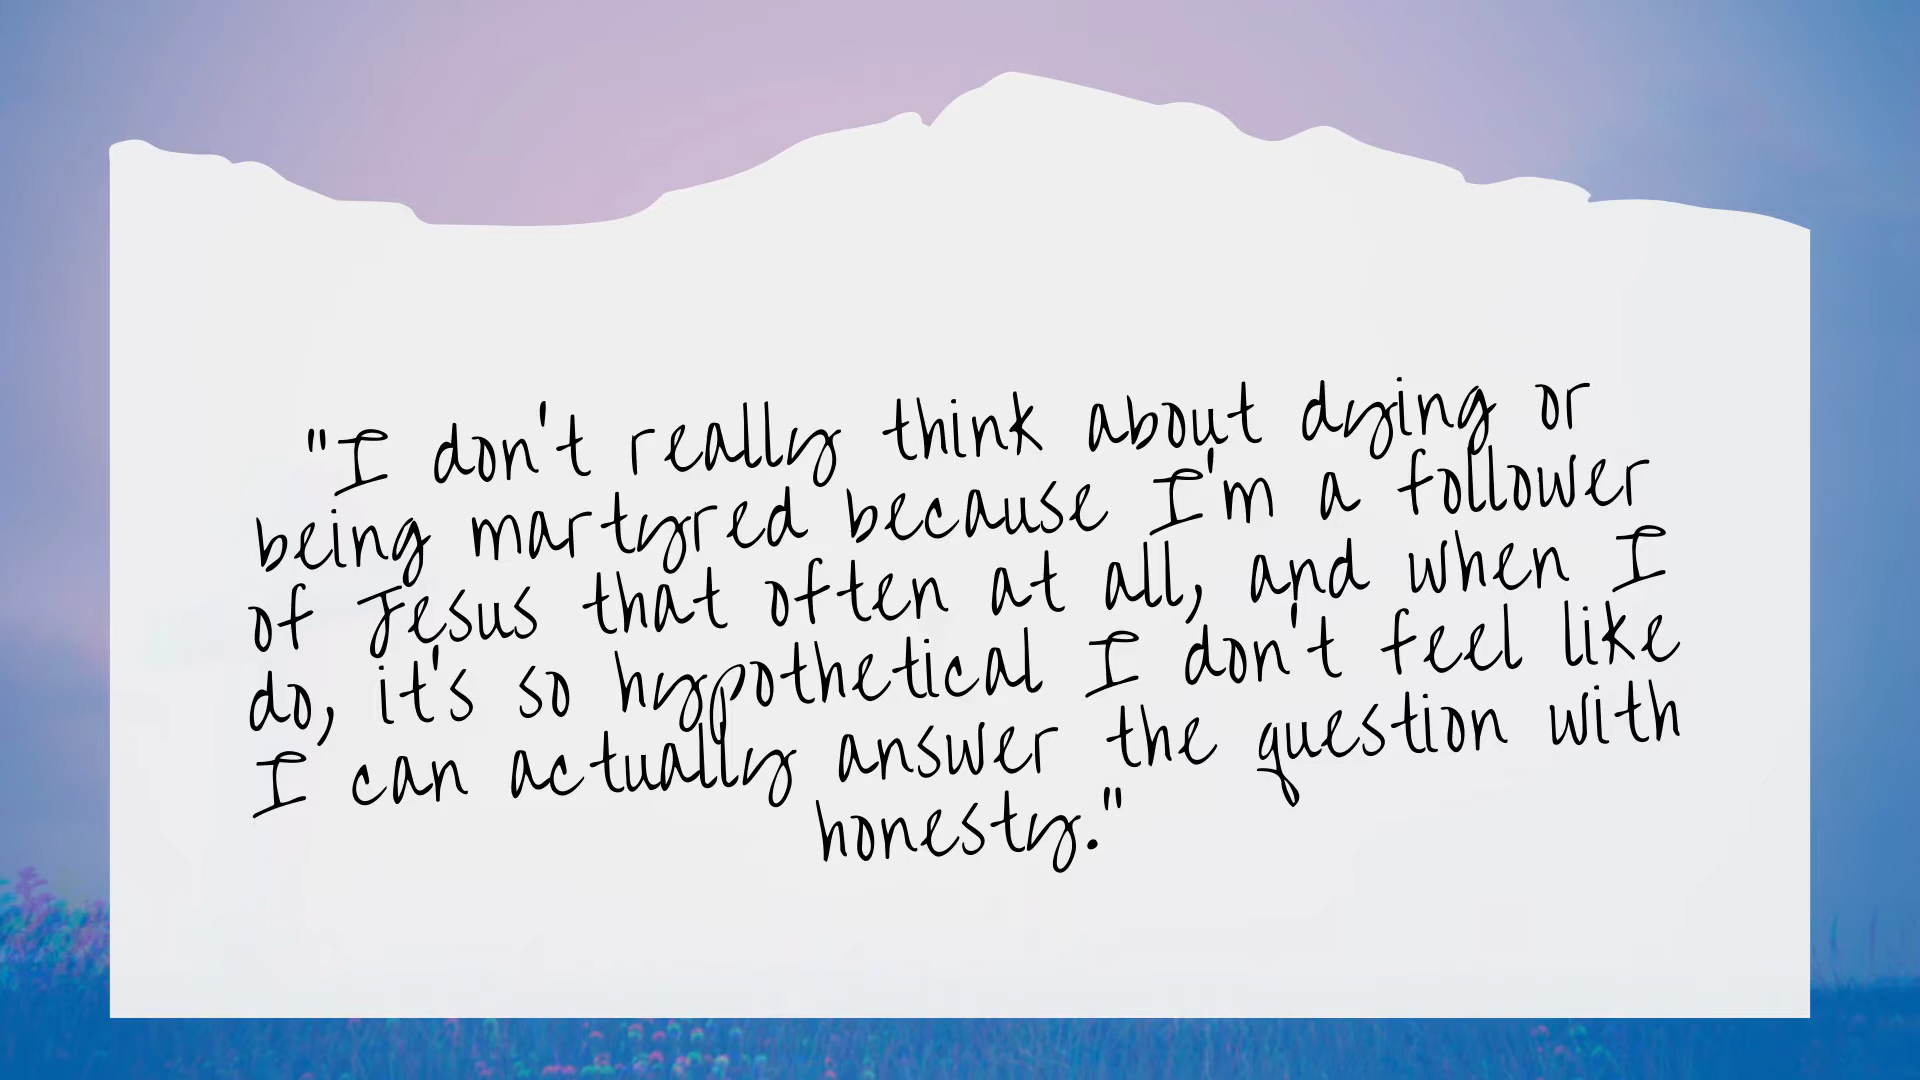 "I don't really think about dying or
being martyred because I'm a follower
of Jesus that often at all, and when I
do, it's so hypothetical I don't feel like
I can actually answer the question with
honesty."